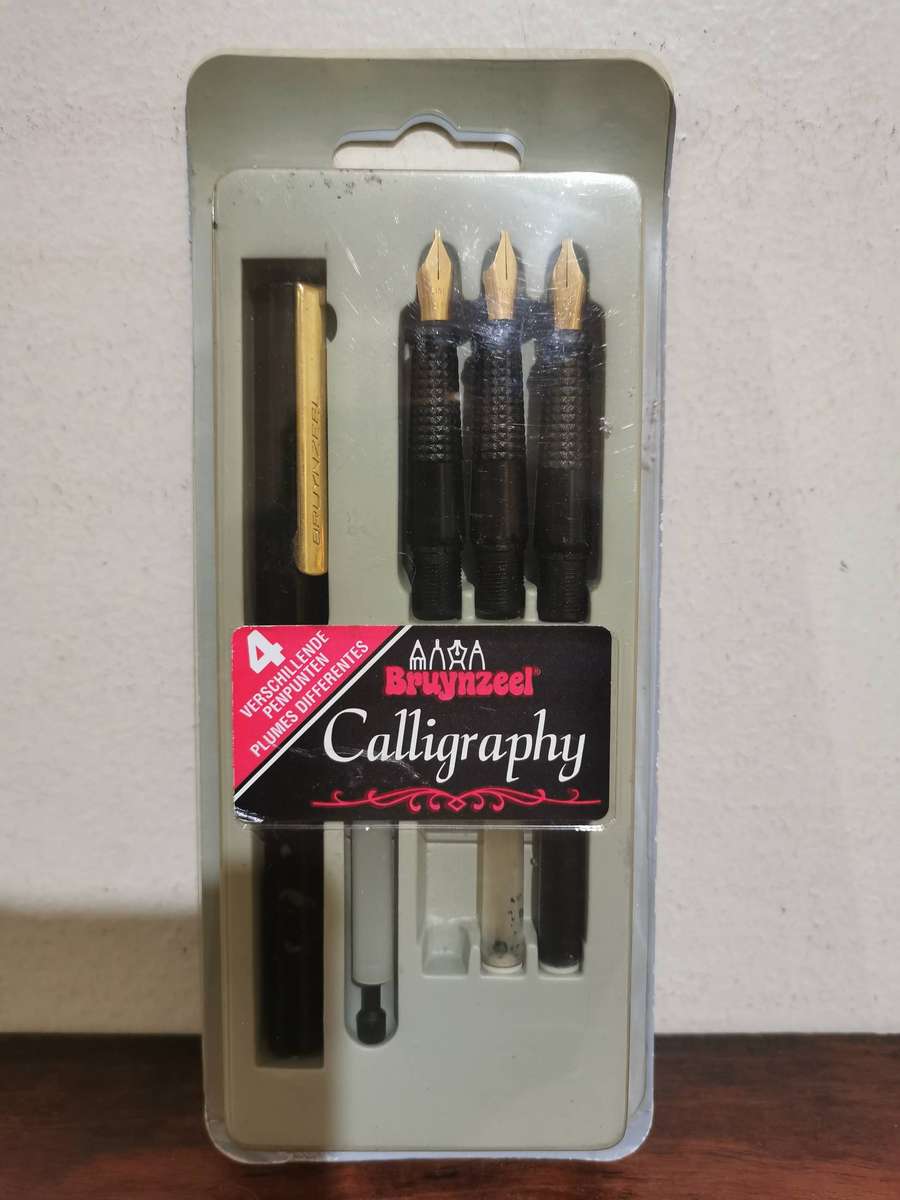 BRUYNZEEL
4
VERSCHILLENDE
PENPUNTEN
PLUMES DIFFERENTES
Bruynzeel®
Calligraphy